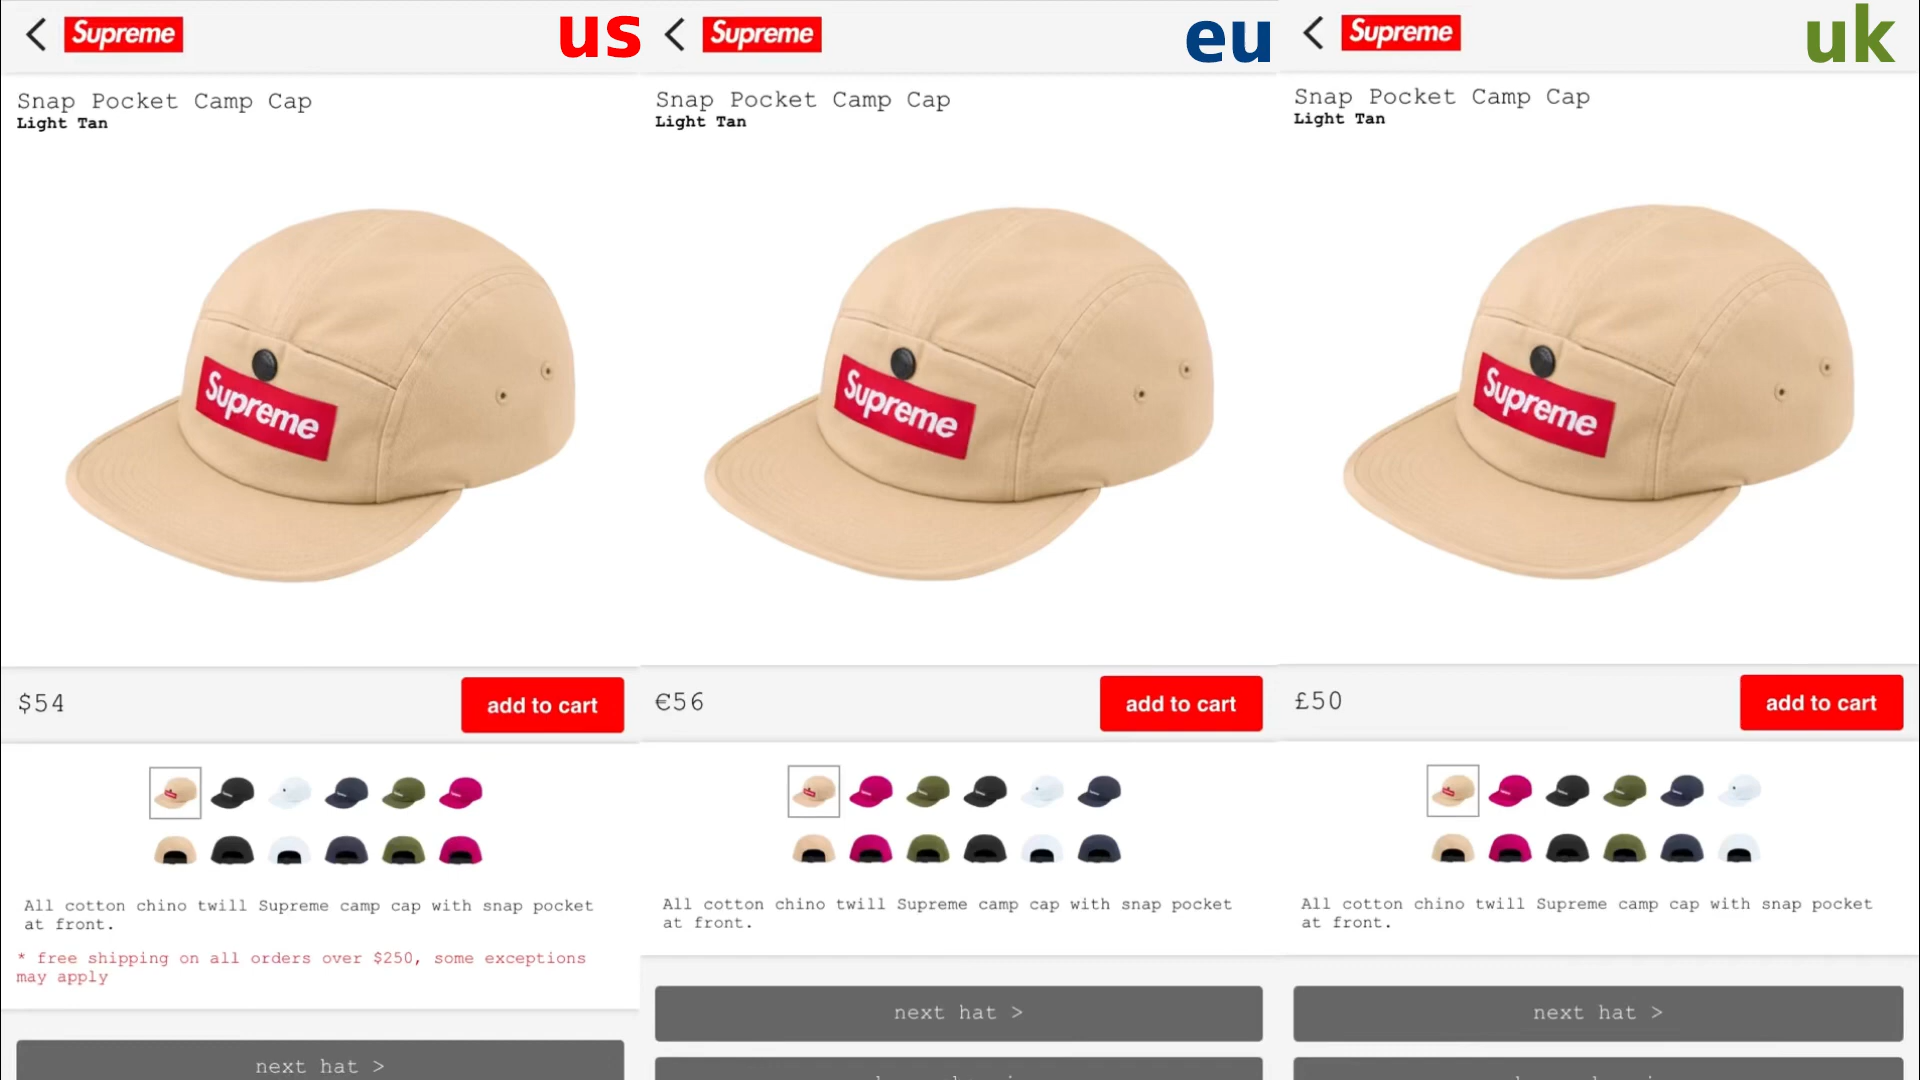 Supreme
us
Snap Pocket Camp Cap
Light Tan
Supreme
$54
add to cart
All cotton chino twill Supreme camp cap with snap pocket
at front.
* free shipping on all orders over $250, some exceptions
may apply
next hat >
Supreme
eu
Snap Pocket Camp Cap
Light Tan
Supreme
€56
add to cart
All cotton chino twill Supreme camp cap with snap pocket
at front.
next hat >
Supreme
uk
Snap Pocket Camp Cap
Light Tan
Supreme
£50
add to cart
All cotton chino twill Supreme camp cap with snap pocket
at front.
next hat >